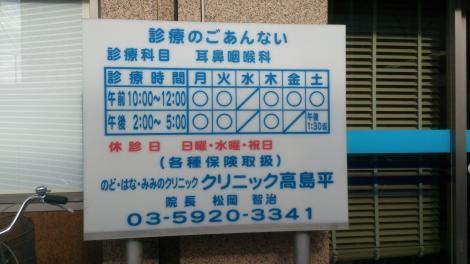 診療のごあんない
診療科目 耳鼻咽喉科
診療時間 月 火 水 木 金 土
午前 10:00~12:00 ○ ○ / ○ ○ ○
午後 2:00~5:00 ○ ○ / ○ / 午後1:30迄
休診日 日曜・水曜・祝日
(各種保険取扱)
のど・はな・みみのクリニック クリニック高島平
院長 松岡 智治
03-5920-3341